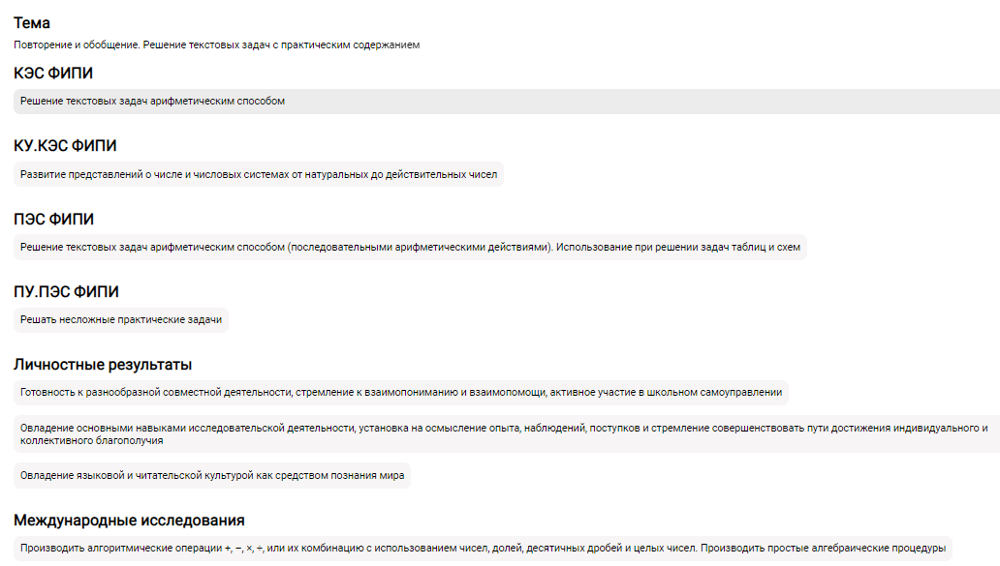 Тема
Повторение и обобщение. Решение текстовых задач с практическим содержанием
КЭС ФИПИ
Решение текстовых задач арифметическим способом
КУ.КЭС ФИПИ
Развитие представлений о числе и числовых системах от натуральных до действительных чисел
ПЭС ФИПИ
Решение текстовых задач арифметическим способом (последовательными арифметическими действиями). Использование при решении задач таблиц и схем
ПУ.ПЭС ФИПИ
Решать несложные практические задачи
Личностные результаты
Готовность к разнообразной совместной деятельности, стремление к взаимопониманию и взаимопомощи, активное участие в школьном самоуправлении
Овладение основными навыками исследовательской деятельности, установка на осмысление опыта, наблюдений, поступков и стремление совершенствовать пути достижения индивидуального и
коллективного благополучия
Овладение языковой и читательской культурой как средством познания мира
Международные исследования
Производить алгоритмические операции +, −, ×, ÷, или их комбинацию с использованием чисел, долей, десятичных дробей и целых чисел. Производить простые алгебраические процедуры